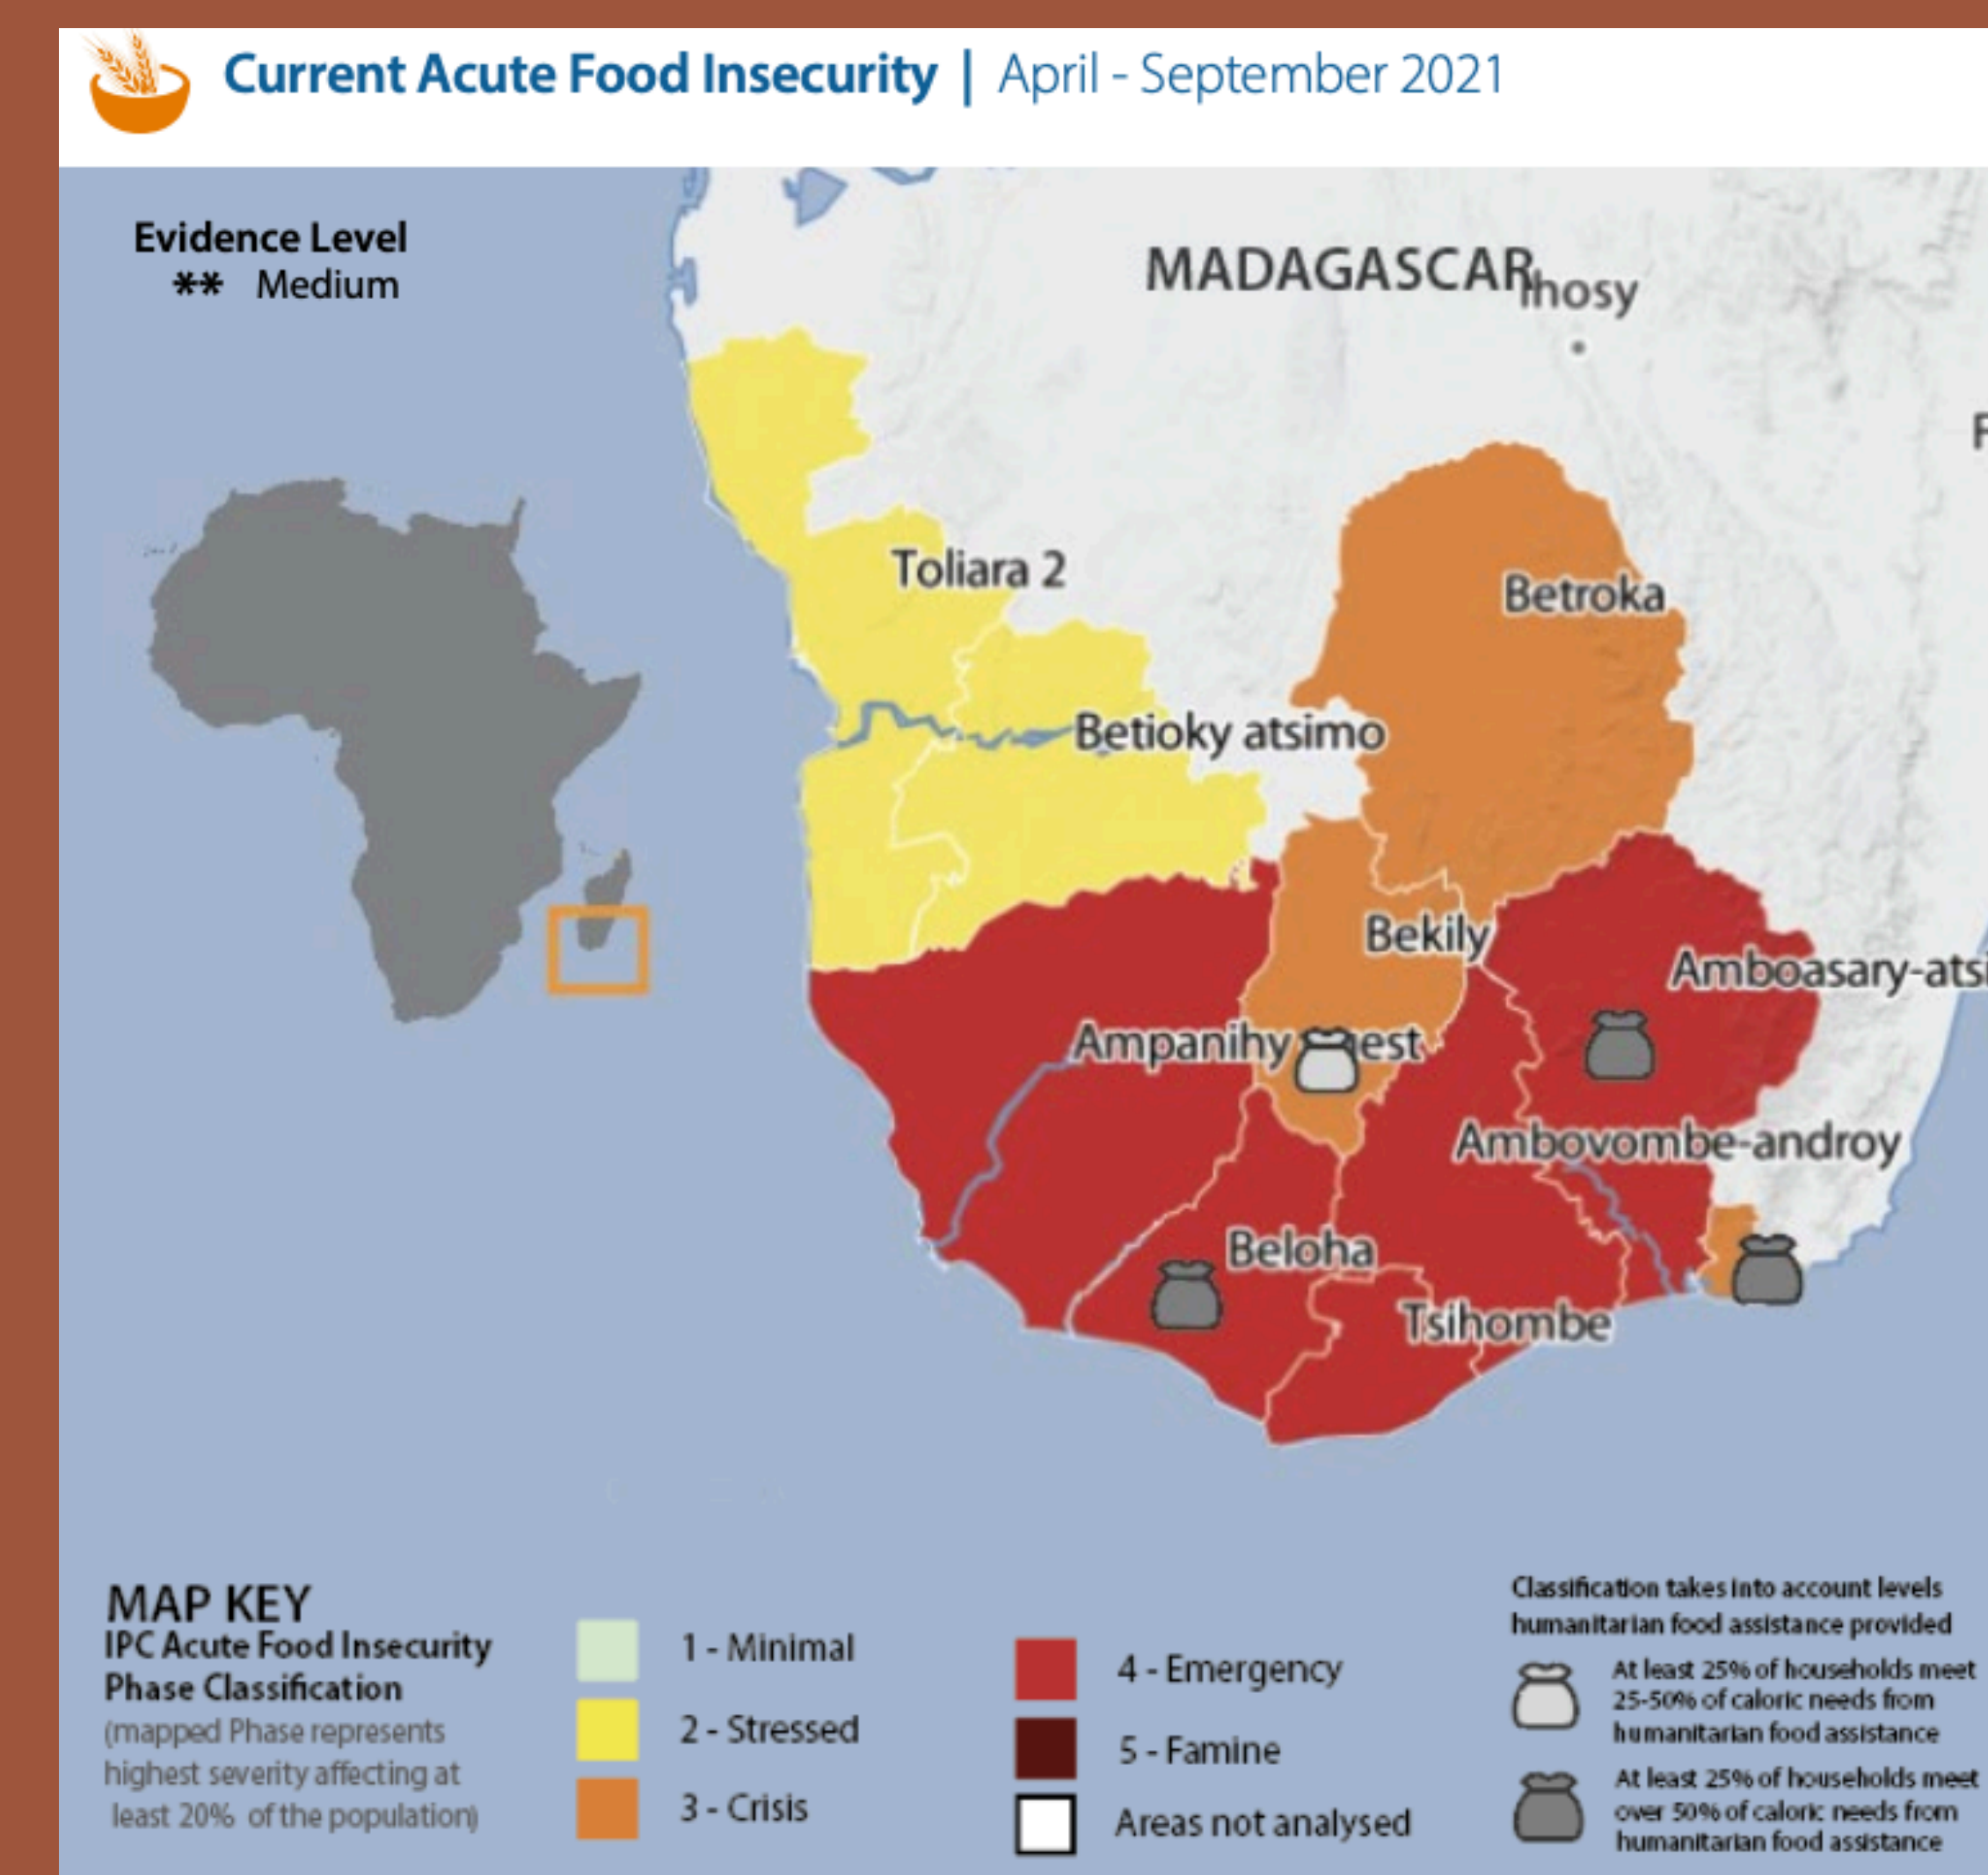 Current Acute Food Insecurity | April - September 2021
Evidence Level
** Medium
MADAGASCAR
Ihosy
Toliara 2
Betroka
Betioky atsimo
Bekily
Amboasary-ats
Ampanihy est
Ambovombe-androy
Beloha
Tsihombe
MAP KEY
IPC Acute Food Insecurity
Phase Classification
(mapped Phase represents
highest severity affecting at
least 20% of the population)
1 - Minimal
2 - Stressed
3 - Crisis
4 - Emergency
5 - Famine
Areas not analysed
Classification takes into account levels
humanitarian food assistance provided
At least 25% of households meet
25-50% of caloric needs from
humanitarian food assistance
At least 25% of households meet
over 50% of caloric needs from
humanitarian food assistance